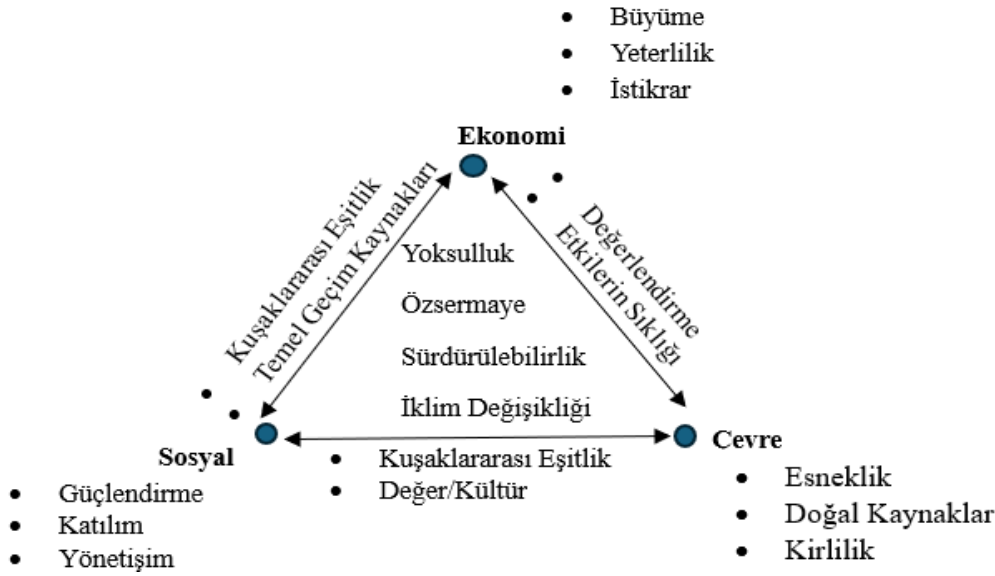 • Büyüme
• Yeterlilik
• İstikrar
Ekonomi
• Kuşaklararası Eşitlik
• Temel Geçim Kaynakları
• Değerlendirme
• Etkilerin Sıklığı
Yoksulluk
Özsermaye
Sürdürülebilirlik
İklim Değişikliği
Sosyal
• Güçlendirme
• Katılım
• Yönetişim
• Kuşaklararası Eşitlik
• Değer/Kültür
Cevre
• Esneklik
• Doğal Kaynaklar
• Kirlilik